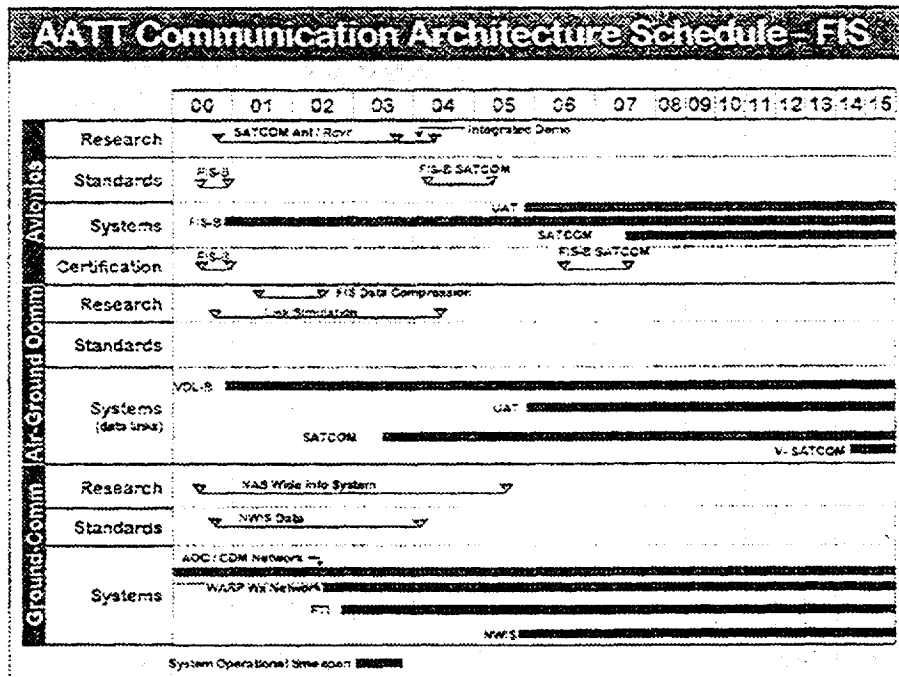 AATT Communication Architecture Schedule - FIS
00 01 02 03 04 05 06 07 08 09 10 11 12 13 14 15
Avionics
Research
SATCOM Ant / Rcvr
Integrated Demo
Standards
FIS-B
FIS-B SATCOM
Systems
UAT
FIS-B
SATCOM
Certification
FIS-B
FIS-B SATCOM
Air-Ground Comm
Research
FIS Data Compression
Link Simulation
Standards
Systems
(data links)
VDL-B
UAT
SATCOM
V- SATCOM
Ground Comm
Research
NAS Wide Info System
Standards
NWIS Data
Systems
AOC / CDM Network
WARP Wx Network
FTI
NWIS
System Operational time span